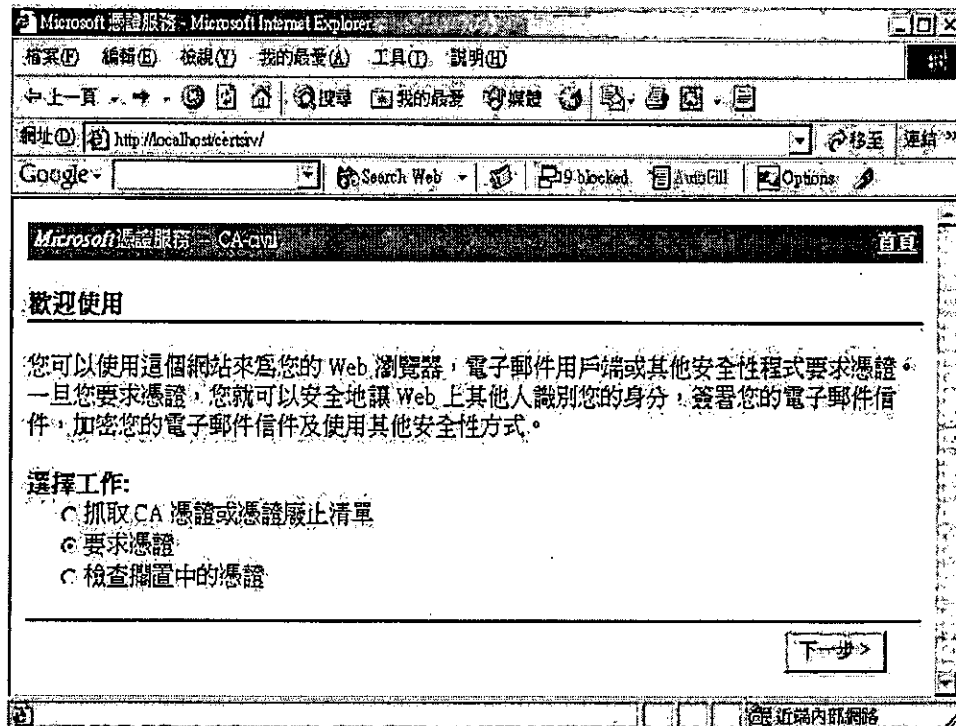 Microsoft 憑證服務 - Microsoft Internet Explorer
檔案(F) 編輯(E) 檢視(V) 我的最愛(A) 工具(T) 說明(H)
上一頁 搜尋 我的最愛 媒體
網址(D) http://localhost/certsrv/ 移至 連結 »
Google Search Web 19 blocked AutoFill Options
Microsoft 憑證服務 -- CA-civil 首頁
歡迎使用
您可以使用這個網站來為您的 Web 瀏覽器，電子郵件用戶端或其他安全性程式要求憑證。
一旦您要求憑證，您就可以安全地讓 Web 上其他人識別您的身分，簽署您的電子郵件信
件，加密您的電子郵件信件及使用其他安全性方式。
選擇工作:
抓取 CA 憑證或憑證廢止清單
要求憑證
檢查擱置中的憑證
下一步 >
近端內部網路